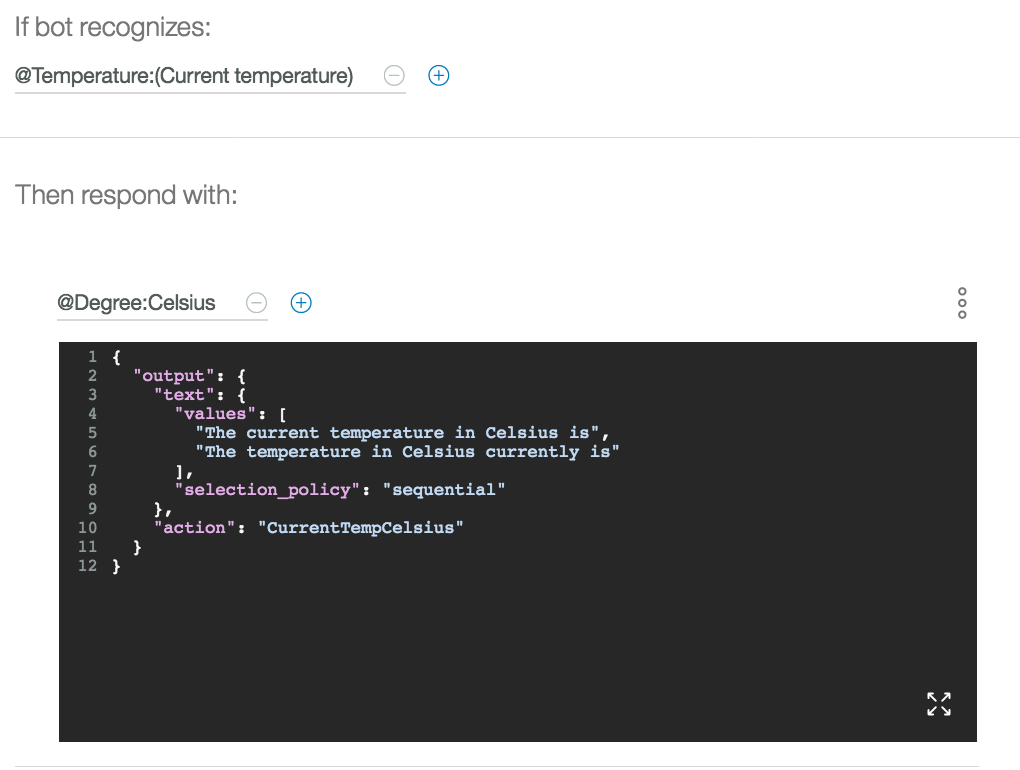 If bot recognizes:
@Temperature:(Current temperature)
Then respond with:
@Degree:Celsius
1 {
2   "output": {
3     "text": {
4       "values": [
5         "The current temperature in Celsius is",
6         "The temperature in Celsius currently is"
7       ],
8       "selection_policy": "sequential"
9     },
10     "action": "CurrentTempCelsius"
11   }
12 }